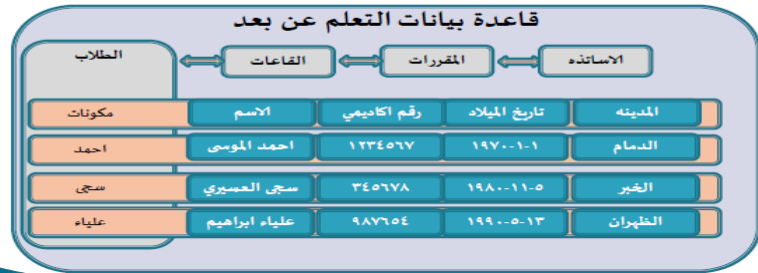 قاعدة بيانات التعلم عن بعد
الاساتذه المقررات القاعات الطلاب
المدينه تاريخ الميلاد رقم اكاديمي الاسم مكونات
الدمام ١-١-١٩٧٠ احمد الموسى ١٢٣٤٥٦٧ احمد
الخبر ٥-١١-١٩٨٠ ٣٤٥٦٧٨ سجى العسيري سجى
الظهران ١٣-٥-١٩٩٠ ٩٨٧٦٥٤ علياء ابراهيم علياء